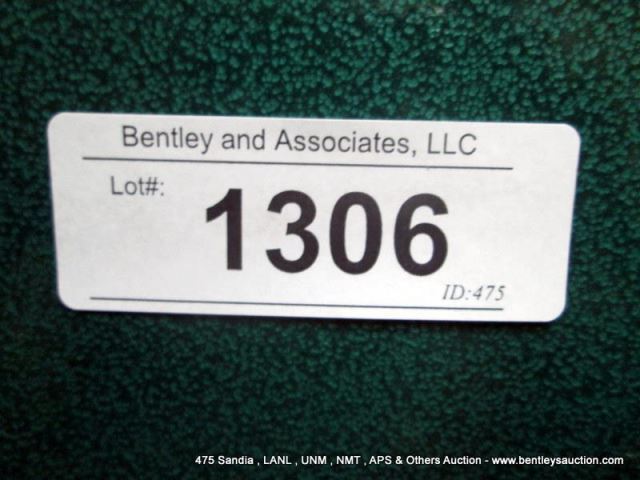 Bentley and Associates, LLC
Lot#:
1306
ID:475
475 Sandia , LANL , UNM , NMT , APS & Others Auction - www.bentleysauction.com